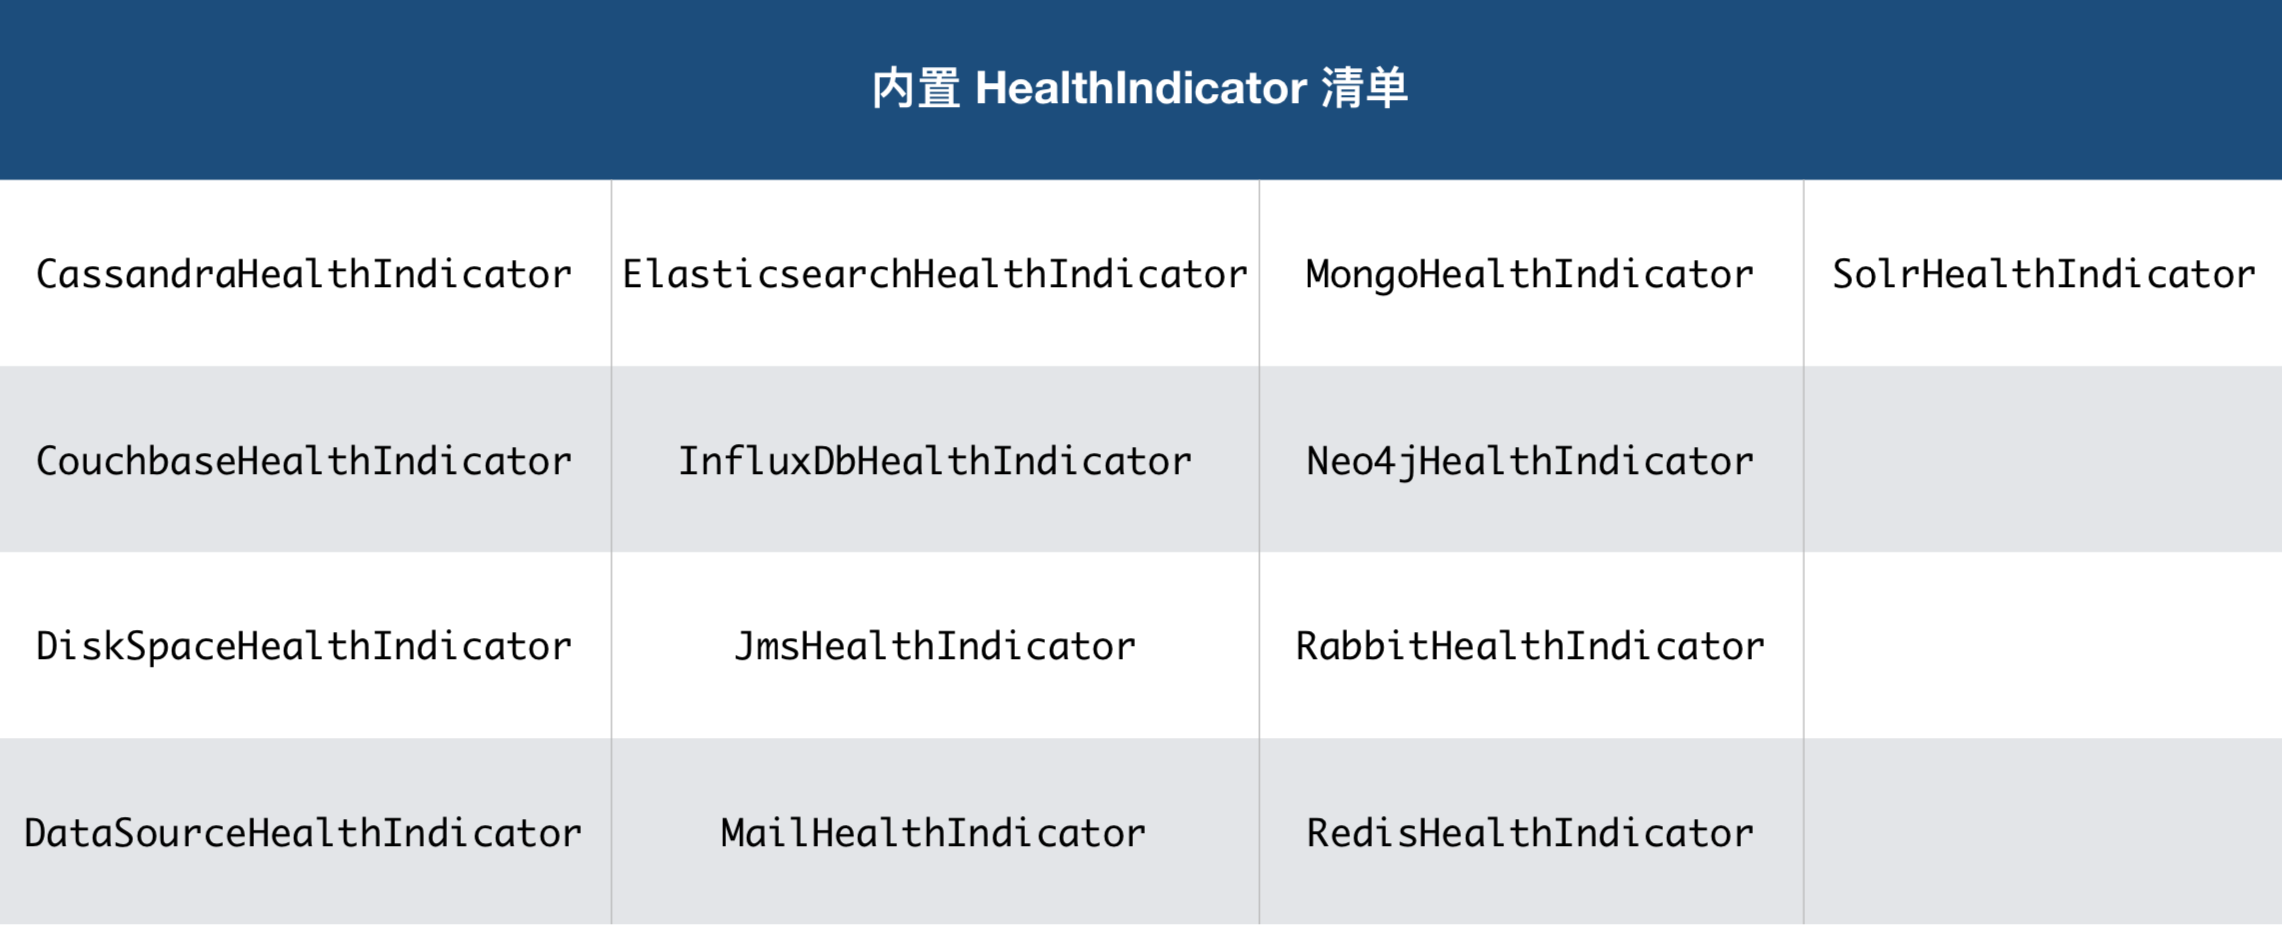 内置 HealthIndicator 清单
CassandraHealthIndicator ElasticsearchHealthIndicator MongoHealthIndicator SolrHealthIndicator
CouchbaseHealthIndicator InfluxDbHealthIndicator Neo4jHealthIndicator
DiskSpaceHealthIndicator JmsHealthIndicator RabbitHealthIndicator
DataSourceHealthIndicator MailHealthIndicator RedisHealthIndicator